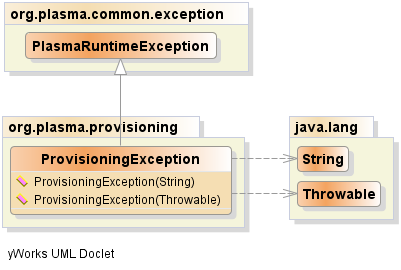 org.plasma.common.exception
PlasmaRuntimeException
org.plasma.provisioning
ProvisioningException
ProvisioningException(String)
ProvisioningException(Throwable)
java.lang
String
Throwable
yWorks UML Doclet